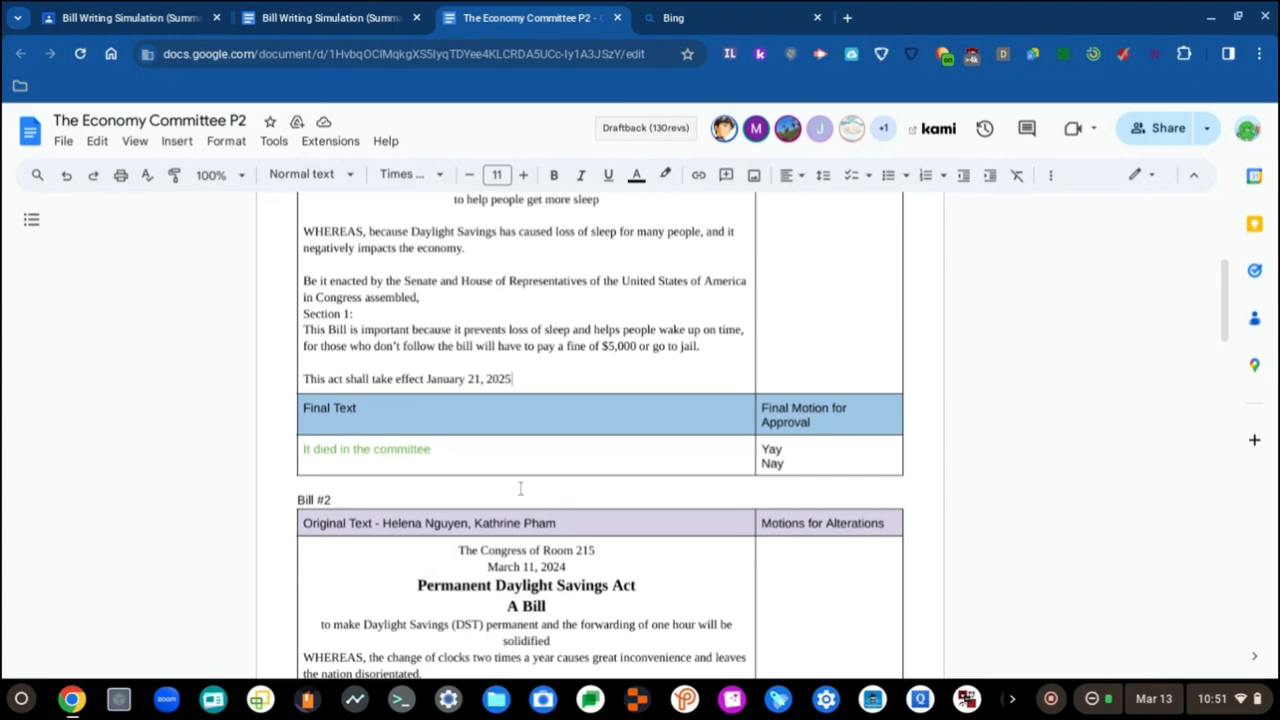 Bill Writing Simulation (Summa
Bill Writing Simulation (Summ
The Economy Committee P2 -
Bing
docs.google.com/document/d/1HvbqOCIMqkgXS5IyqTDYee4KLCRDA5UCc-Iy1A3JSzY/edit
The Economy Committee P2
File Edit View Insert Format Tools Extensions Help
Draftback (130revs)
M
J
+1
kami
Share
100%
Normal text
Times ...
11
to help people get more sleep
WHEREAS, because Daylight Savings has caused loss of sleep for many people, and it
negatively impacts the economy.
Be it enacted by the Senate and House of Representatives of the United States of America
in Congress assembled,
Section 1:
This Bill is important because it prevents loss of sleep and helps people wake up on time,
for those who don't follow the bill will have to pay a fine of $5,000 or go to jail.
This act shall take effect January 21, 2025
Final Text
Final Motion for
Approval
It died in the committee
Yay
Nay
Bill #2
Original Text - Helena Nguyen, Kathrine Pham
Motions for Alterations
The Congress of Room 215
March 11, 2024
Permanent Daylight Savings Act
A Bill
to make Daylight Savings (DST) permanent and the forwarding of one hour will be
solidified
WHEREAS, the change of clocks two times a year causes great inconvenience and leaves
the nation disorientated.
zoom
Mar 13
10:51